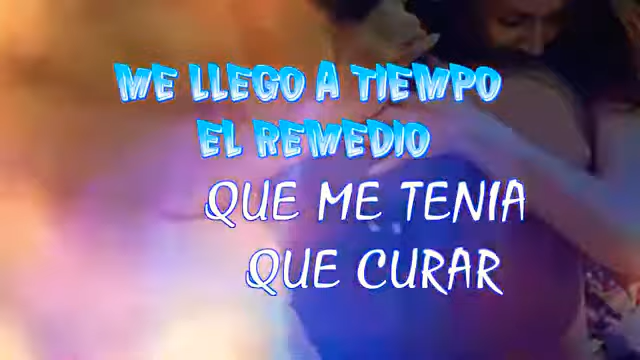 ME LLEGO A TIEMPO
EL REMEDIO
QUE ME TENIA
QUE CURAR